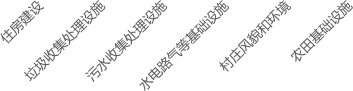 住房建设
垃圾收集处理设施
污水收集处理设施
水电路气等基础设施
村庄风貌和环境
农田基础设施